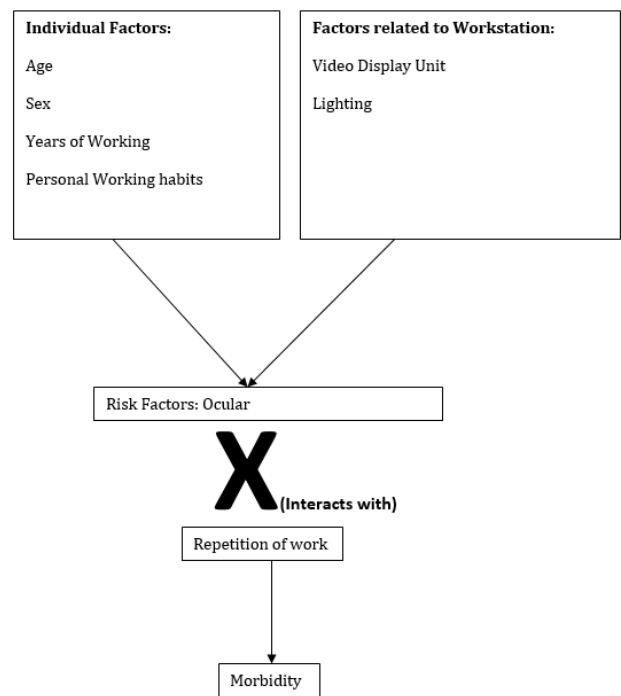 Individual Factors:
Age
Sex
Years of Working
Personal Working habits
Factors related to Workstation:
Video Display Unit
Lighting
Risk Factors: Ocular
X
(Interacts with)
Repetition of work
Morbidity